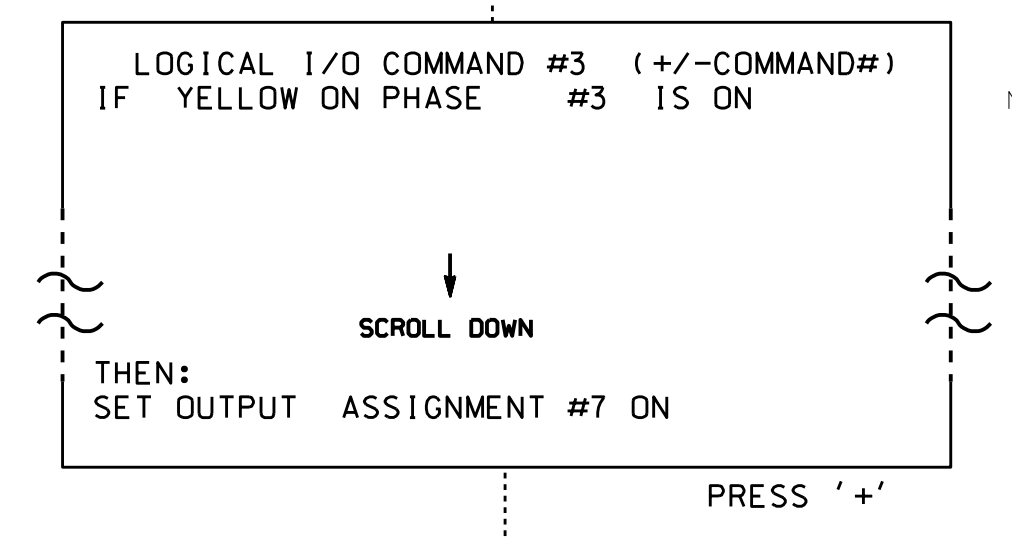 LOGICAL I/O COMMAND #3 (+/-COMMAND#)
IF YELLOW ON PHASE #3 IS ON
SCROLL DOWN
THEN:
SET OUTPUT ASSIGNMENT #7 ON
PRESS '+'